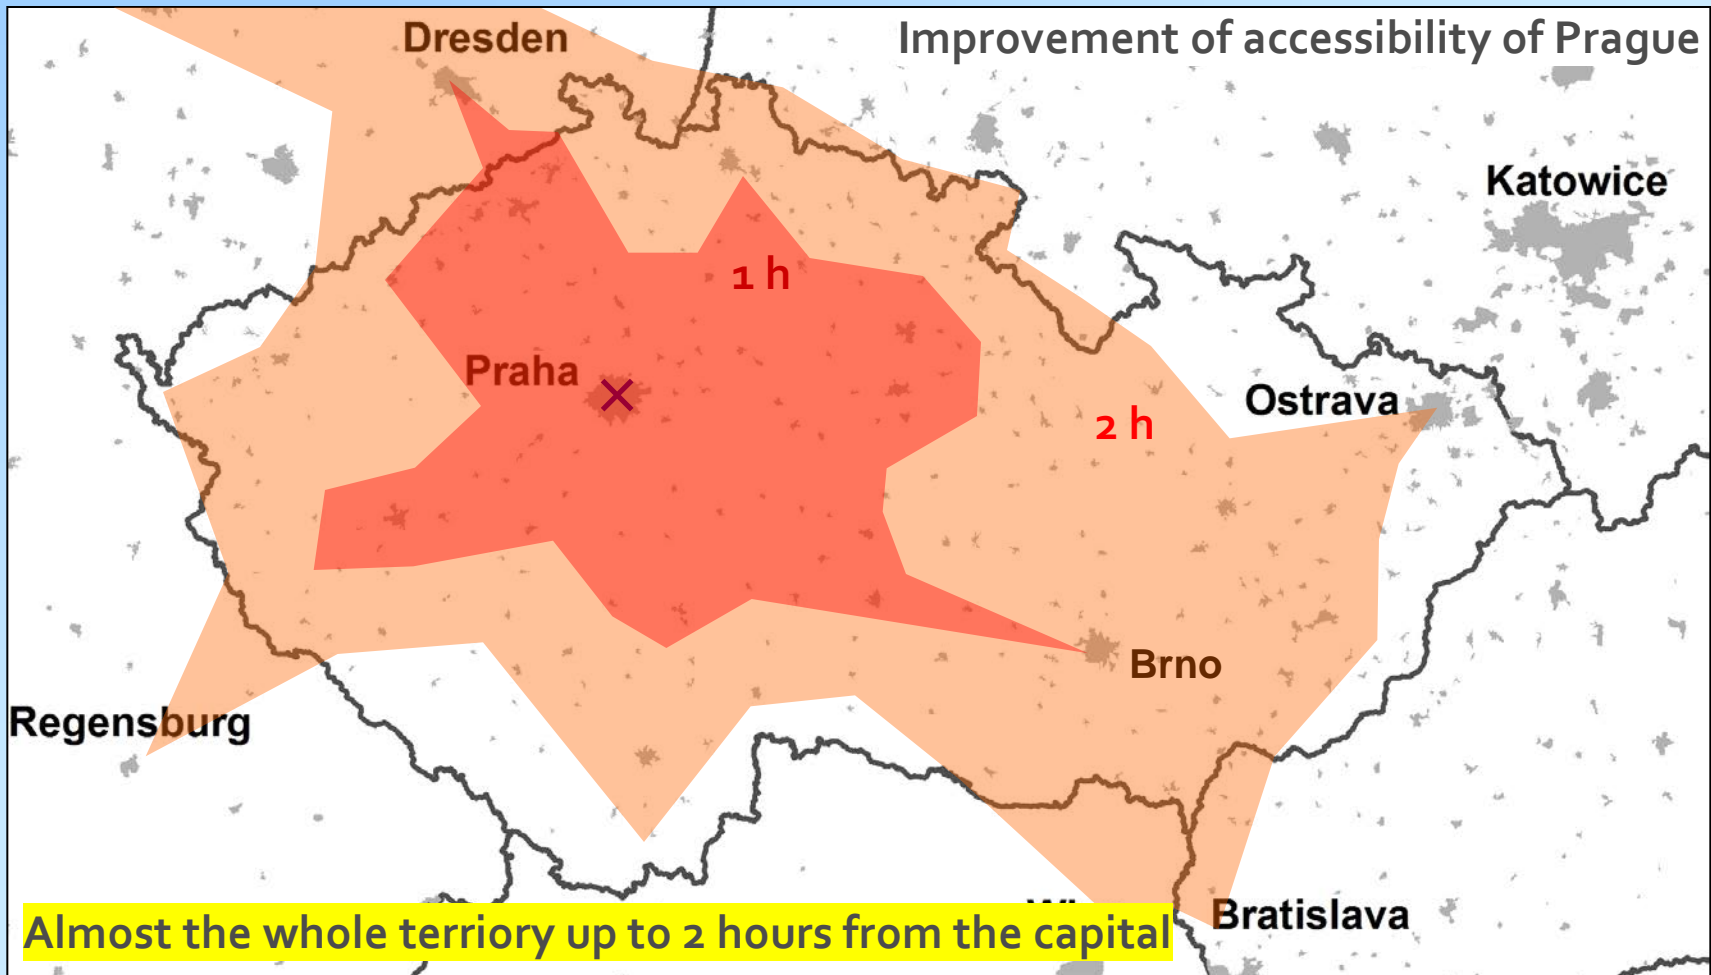 Improvement of accessibility of Prague
Dresden
Katowice
1 h
Praha
Ostrava
2 h
Brno
Regensburg
Bratislava
Almost the whole terriory up to 2 hours from the capital